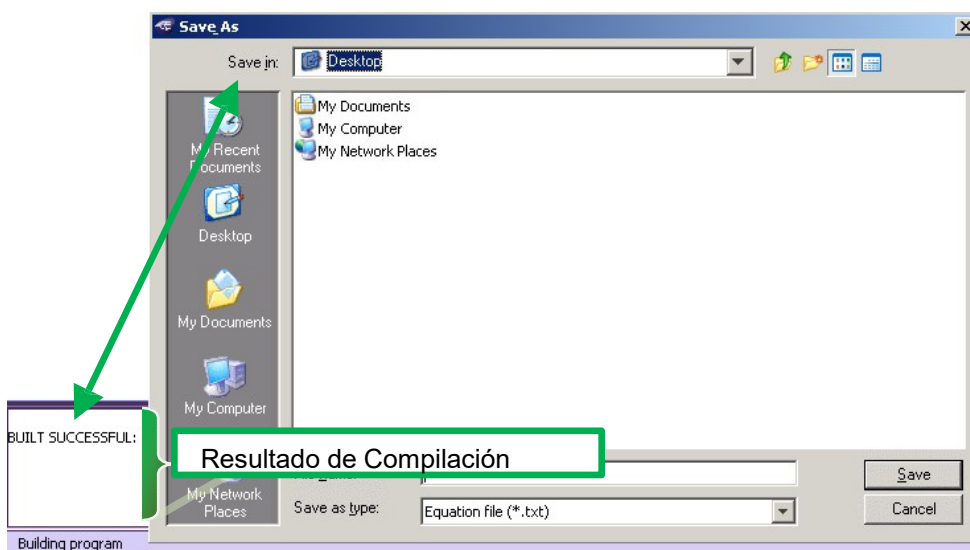 Save As
Save in:
Desktop
My Documents
My Computer
My Network Places
My Recent
Documents
Desktop
My Documents
My Computer
My Network
Places
BUILT SUCCESSFUL:
Resultado de Compilación
Save
Save as type:
Equation file (*.txt)
Cancel
Building program